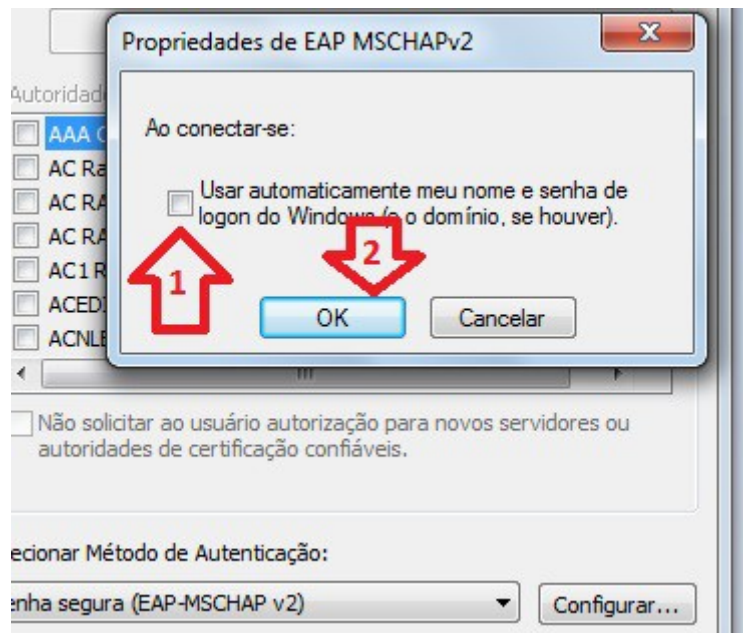 Propriedades de EAP MSCHAPv2
Autoridad
Ao conectar-se:
AAA C
AC Ra
Usar automaticamente meu nome e senha de
AC RA
logon do Windows (e o domínio, se houver).
AC RA
2
AC1 R
1
ACEDI
OK
Cancelar
ACNLE
Não solicitar ao usuário autorização para novos servidores ou
autoridades de certificação confiáveis.
ecionar Método de Autenticação:
enha segura (EAP-MSCHAP v2)
Configurar...